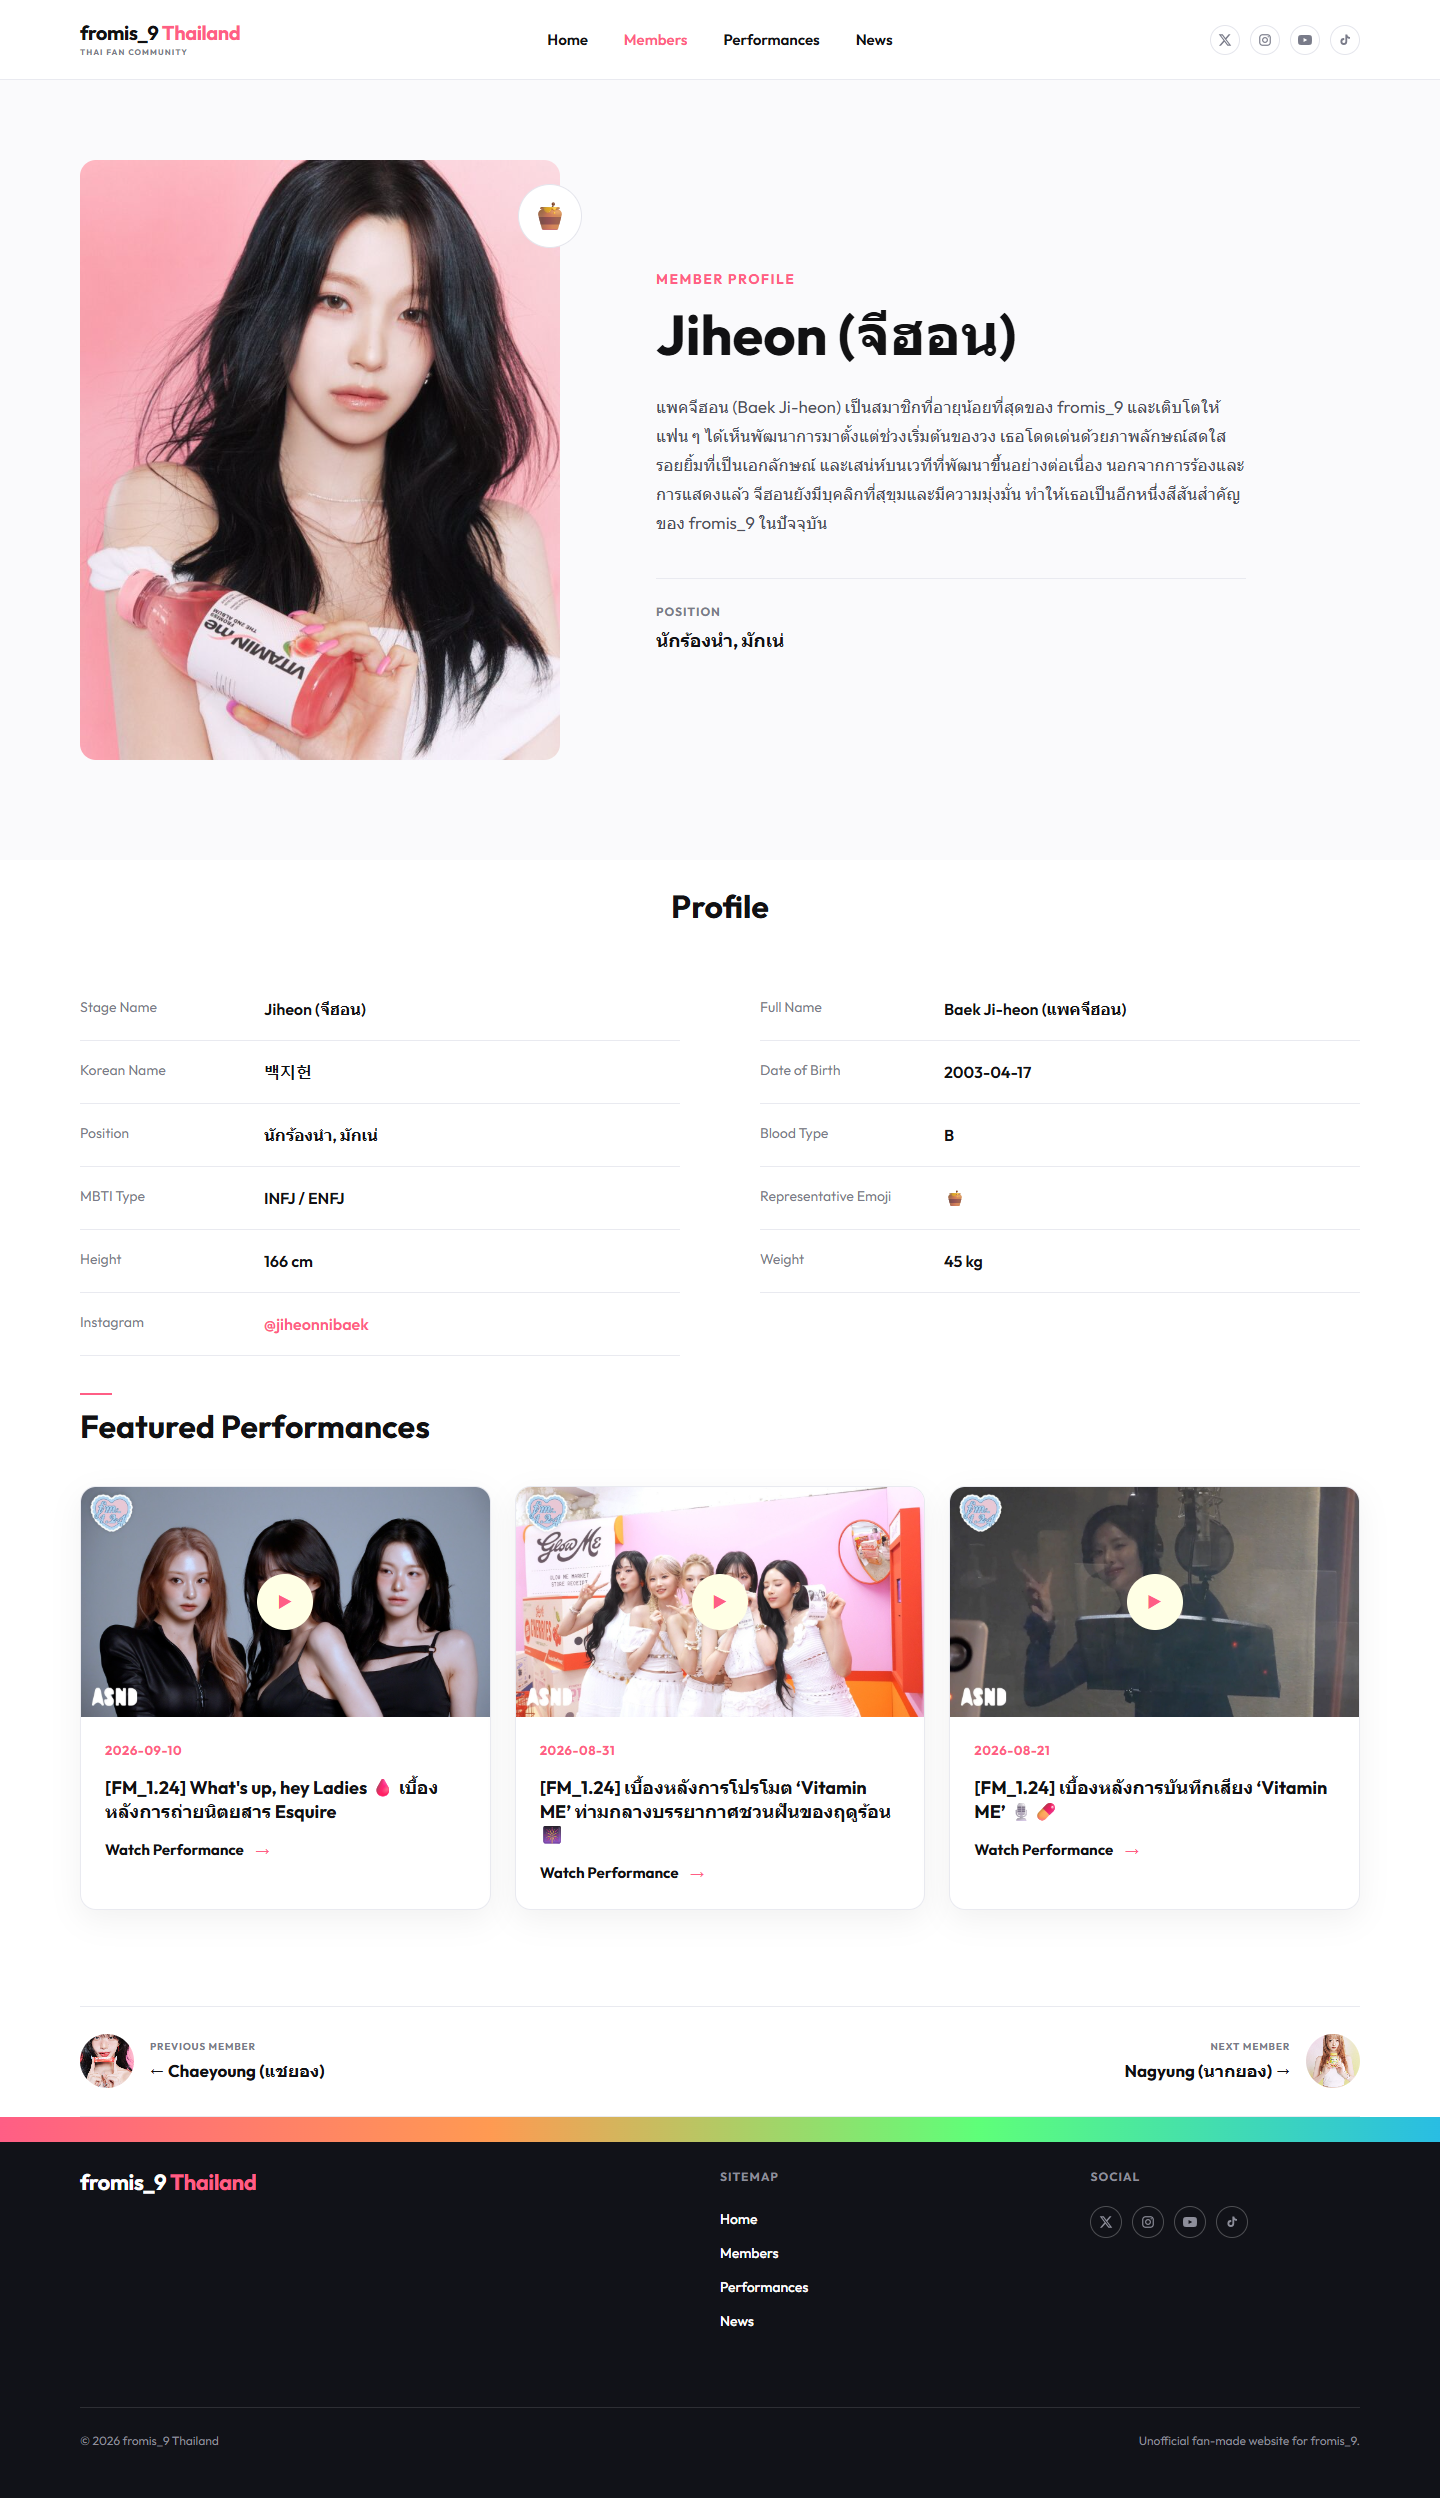 fromis_9 Thailand
THAI FAN COMMUNITY
Home
Members
Performances
News
VITAMIN me
THE 2ND ALBUM
MEMBER PROFILE
Jiheon (จีฮอน)
แพคจีฮอน (Baek Ji-heon) เป็นสมาชิกที่อายุน้อยที่สุดของ fromis_9 และเติบโตให้
แฟน ๆ ได้เห็นพัฒนาการมาตั้งแต่ช่วงเริ่มต้นของวง เธอโดดเด่นด้วยภาพลักษณ์สดใส
รอยยิ้มที่เป็นเอกลักษณ์ และเสน่ห์บนเวทีที่พัฒนาขึ้นอย่างต่อเนื่อง นอกจากการร้องและ
การแสดงแล้ว จีฮอนยังมีบุคลิกที่สุขุมและมีความมุ่งมั่น ทำให้เธอเป็นอีกหนึ่งสีสันสำคัญ
ของ fromis_9 ในปัจจุบัน
POSITION
นักร้องนำ, มักเน่
Profile
Stage Name
Jiheon (จีฮอน)
Full Name
Baek Ji-heon (แพคจีฮอน)
Korean Name
백지헌
Date of Birth
2003-04-17
Position
นักร้องนำ, มักเน่
Blood Type
B
MBTI Type
INFJ / ENFJ
Representative Emoji
🍯
Height
166 cm
Weight
45 kg
Instagram
@jiheonnibaek
Featured Performances
ASND
Glow ME
GLOW ME MARKET
STORE RECEIPT
CHERRIES
ASND
ASND
2026-09-10
[FM_1.24] What's up, hey Ladies 🩸 เบื้อง
หลังการถ่ายนิตยสาร Esquire
Watch Performance →
2026-08-31
[FM_1.24] เบื้องหลังการโปรโมต ‘Vitamin
ME’ ท่ามกลางบรรยากาศชวนฝันของฤดูร้อน
🎆
Watch Performance →
2026-08-21
[FM_1.24] เบื้องหลังการบันทึกเสียง ‘Vitamin
ME’ 🎙️ 💊
Watch Performance →
PREVIOUS MEMBER
← Chaeyoung (แชยอง)
NEXT MEMBER
Nagyung (นากยอง) →
fromis_9 Thailand
SITEMAP
Home
Members
Performances
News
SOCIAL
© 2026 fromis_9 Thailand
Unofficial fan-made website for fromis_9.